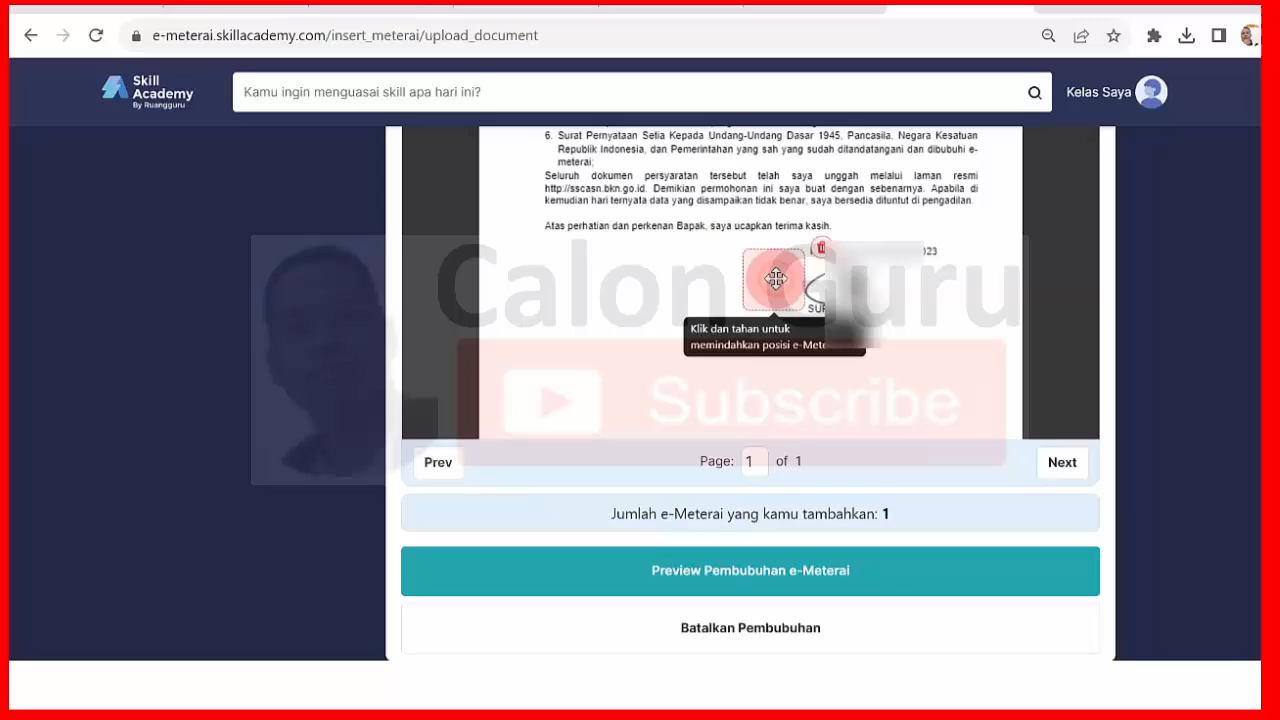 e-meterai.skillacademy.com/insert_meterai/upload_document
Skill
Academy
By Ruangguru
Kamu ingin menguasai skill apa hari ini?
Kelas Saya
6. Surat Pernyataan Setia Kepada Undang-Undang Dasar 1945, Pancasila, Negara Kesatuan
Republik Indonesia, dan Pemerintahan yang sah yang sudah ditandatangani dan dibubuhi e-
meterai;
Seluruh dokumen persyaratan tersebut telah saya unggah melalui laman resmi
http://sscasn.bkn.go.id. Demikian permohonan ini saya buat dengan sebenarnya. Apabila di
kemudian hari ternyata data yang disampaikan tidak benar, saya bersedia dituntut di pengadilan.
Atas perhatian dan perkenan Bapak, saya ucapkan terima kasih.
023
Calon Guru
Klik dan tahan untuk
memindahkan posisi
Subscribe
Prev
Page: 1 of 1
Next
Jumlah e-Meterai yang kamu tambahkan: 1
Preview Pembubuhan e-Meterai
Batalkan Pembubuhan